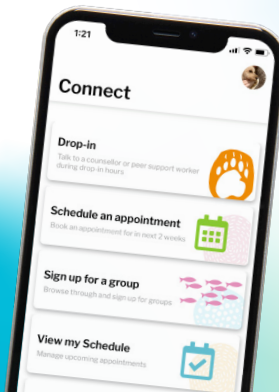 1:21
Connect
Drop-in
Talk to a counsellor or peer support worker
during drop-in hours
Schedule an appointment
Book an appointment for in next 2 weeks
Sign up for a group
Browse through and sign up for groups
View my Schedule
Manage upcoming appointments